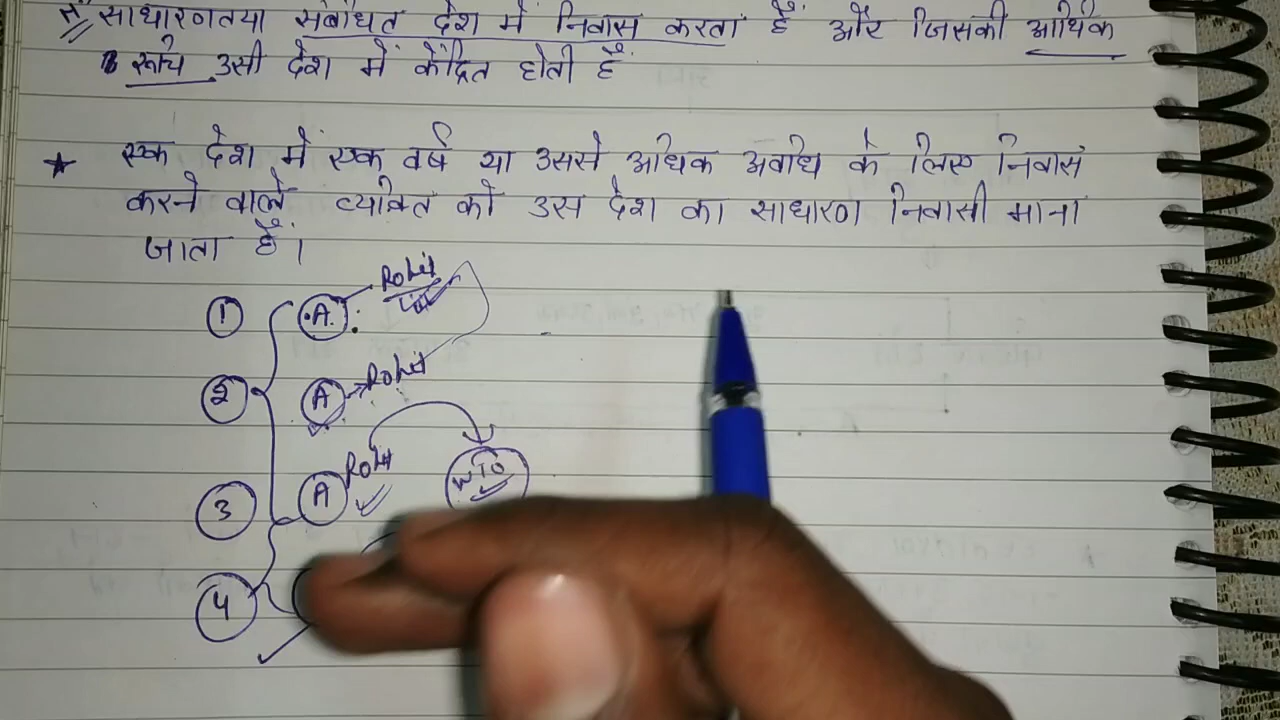 साधारणतया संबंधित देश में निवास करता है और जिसकी आर्थिक
रूचि उसी देश में केंद्रित होती है
★ एक देश में एक वर्ष या उससे अधिक अवधि के लिए निवास
करने वाले व्यक्ति को उस देश का साधारण निवासी माना
जाता है।
1 A Rohit
2 A Rohit
3 A Rohit WTO
4